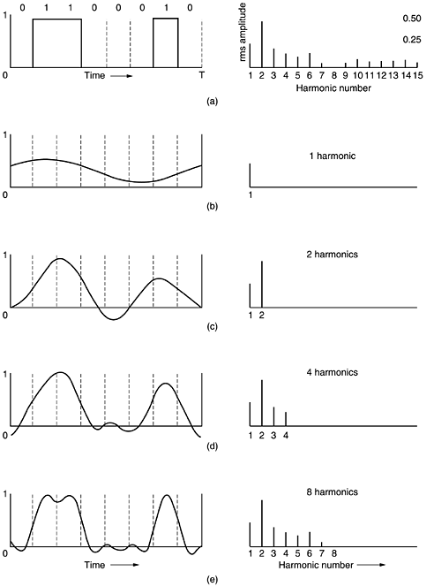 0 1 1 0 0 0 1 0
1
0
Time
T
rms amplitude
0.50
0.25
1 2 3 4 5 6 7 8 9 10 11 12 13 14 15
Harmonic number
(a)
1
0
1 harmonic
1
(b)
1
0
2 harmonics
1 2
(c)
1
0
4 harmonics
1 2 3 4
(d)
1
0
Time
8 harmonics
1 2 3 4 5 6 7 8
Harmonic number
(e)